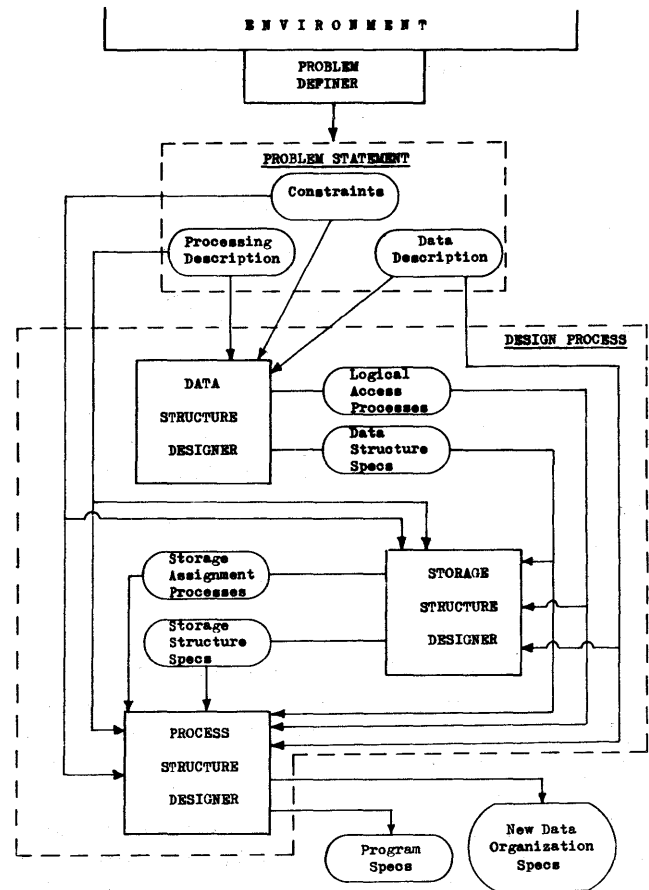 ENVIRONMENT
PROBLEM
DEFINER
PROBLEM STATEMENT
Constraints
Processing
Description
Data
Description
DESIGN PROCESS
DATA
STRUCTURE
DESIGNER
Logical
Access
Processes
Data
Structure
Specs
Storage
Assignment
Processes
STORAGE
STRUCTURE
DESIGNER
Storage
Structure
Specs
PROCESS
STRUCTURE
DESIGNER
Program
Specs
New Data
Organization
Specs